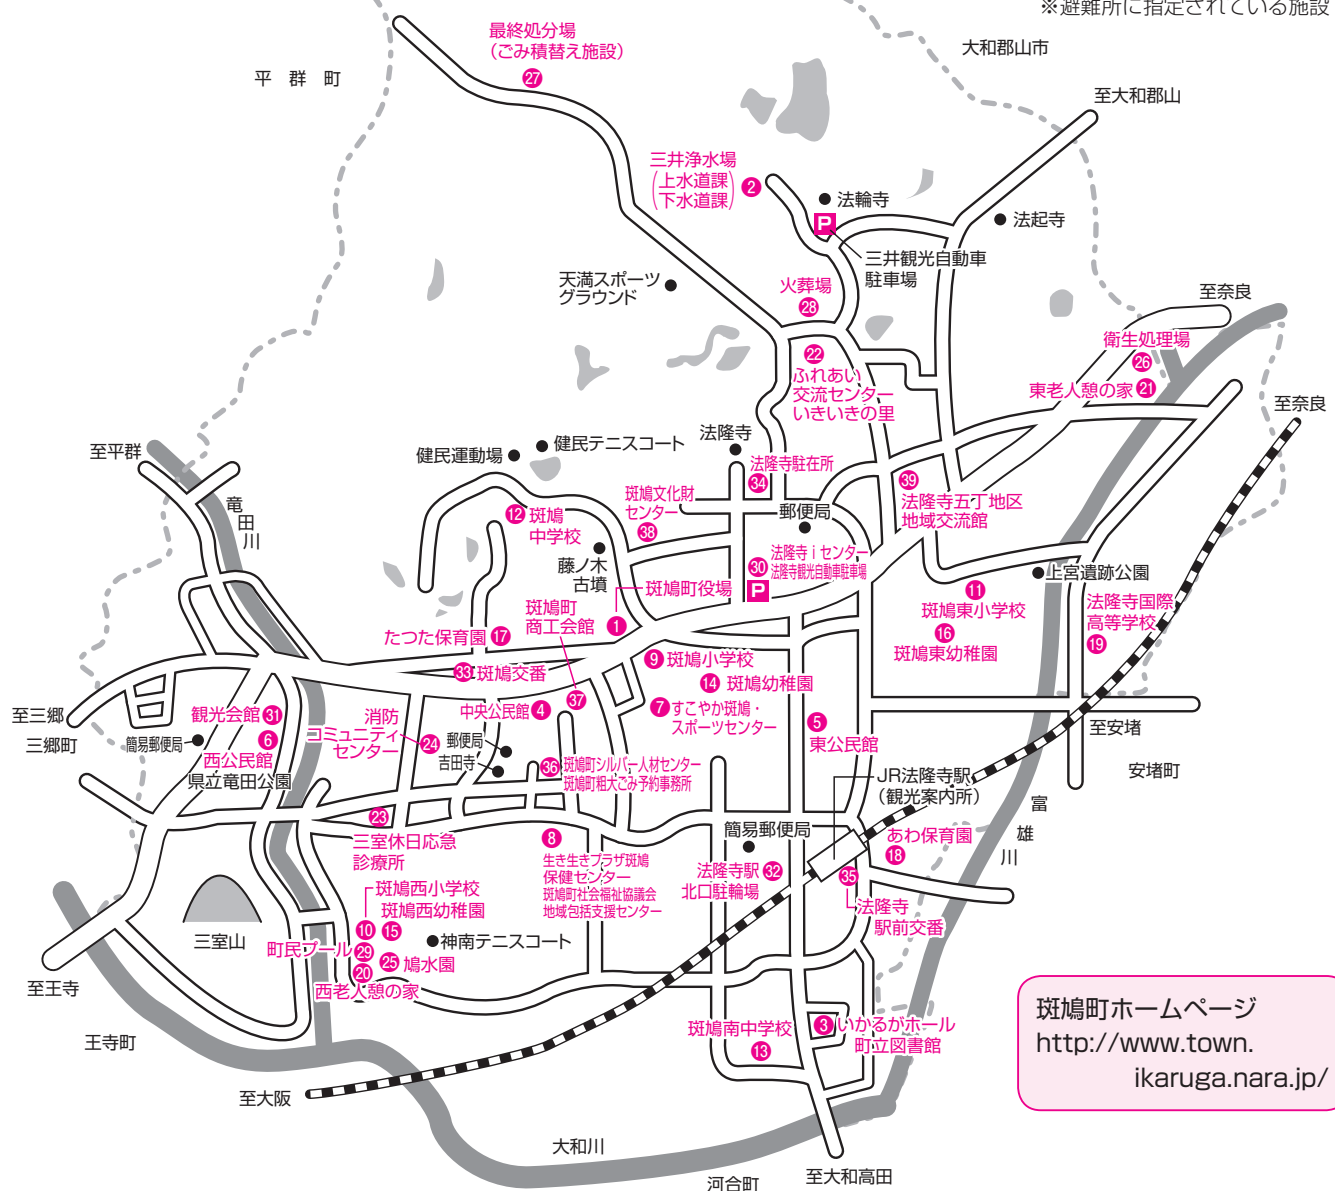 ※避難所に指定されている施設
最終処分場
（ごみ積替え施設）
27
平群町
大和郡山市
至大和郡山
三井浄水場
（上水道課
下水道課）
2
法輪寺
P
法起寺
三井観光自動車
駐車場
天満スポーツ
グラウンド
火葬場
28
至奈良
衛生処理場
26
東老人憩の家 21
22
ふれあい
交流センター
いきいきの里
至奈良
至平群
竜田川
健民運動場
健民テニスコート
法隆寺
法隆寺駐在所
34
39
法隆寺五丁地区
地域交流館
12 斑鳩
中学校
斑鳩文化財
センター
38
郵便局
藤ノ木
古墳
30 法隆寺iセンター
法隆寺観光自動車駐車場
P
上宮遺跡公園
11
斑鳩東小学校
16
斑鳩東幼稚園
法隆寺国際
高等学校
19
斑鳩町役場
1
斑鳩町
商工会館
37
たつた保育園 17
33 斑鳩交番
9 斑鳩小学校
14 斑鳩幼稚園
7 すこやか斑鳩・
スポーツセンター
中央公民館 4
5
東公民館
至三郷
三郷町
簡易郵便局
観光会館 31
6
西公民館
県立竜田公園
消防
コミュニティ
センター 24
郵便局
吉田寺
36 斑鳩町シルバー人材センター
斑鳩町粗大ごみ予約事務所
至安堵
安堵町
JR法隆寺駅
（観光案内所）
富雄川
23
三室休日応急
診療所
8
生き生きプラザ斑鳩
保健センター
斑鳩町社会福祉協議会
地域包括支援センター
簡易郵便局
法隆寺駅 32
北口駐輪場
あわ保育園
18
35
法隆寺
駅前交番
三室山
斑鳩西小学校
斑鳩西幼稚園
10 15
町民プール 29
25 鳩水園
20
西老人憩の家
神南テニスコート
至王寺
王寺町
斑鳩南中学校
13
3 いかるがホール
町立図書館
至大阪
大和川
河合町
至大和高田
斑鳩町ホームページ
http://www.town.
ikaruga.nara.jp/